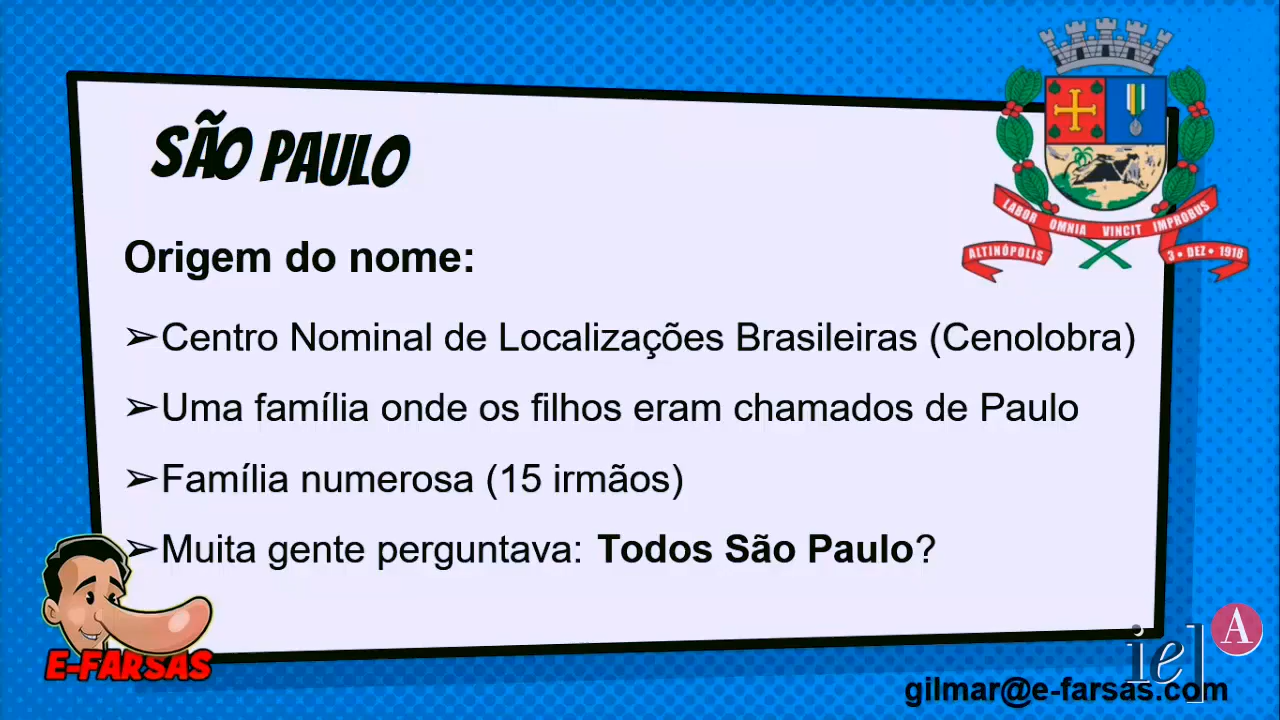 SÃO PAULO
Origem do nome:
➢Centro Nominal de Localizações Brasileiras (Cenolobra)
➢Uma família onde os filhos eram chamados de Paulo
➢Família numerosa (15 irmãos)
➢Muita gente perguntava: Todos São Paulo?
LABOR OMNIA VINCIT IMPROBUS
ALTINÓPOLIS 3 • DEZ • 1918
E-FARSAS
ie] A
gilmar@e-farsas.com